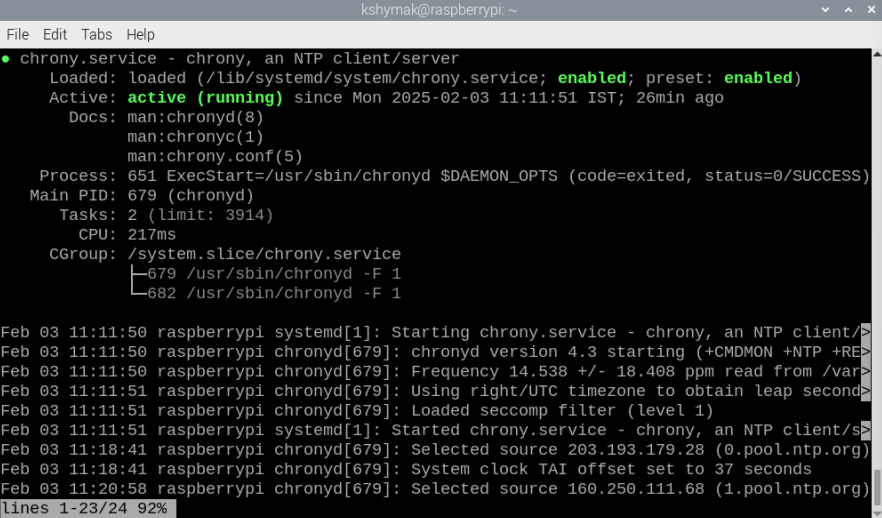 kshymak@raspberrypi: ~
File Edit Tabs Help
● chrony.service - chrony, an NTP client/server
     Loaded: loaded (/lib/systemd/system/chrony.service; enabled; preset: enabled)
     Active: active (running) since Mon 2025-02-03 11:11:51 IST; 26min ago
       Docs: man:chronyd(8)
             man:chronyc(1)
             man:chrony.conf(5)
    Process: 651 ExecStart=/usr/sbin/chronyd $DAEMON_OPTS (code=exited, status=0/SUCCESS)
   Main PID: 679 (chronyd)
      Tasks: 2 (limit: 3914)
        CPU: 217ms
     CGroup: /system.slice/chrony.service
             ├─679 /usr/sbin/chronyd -F 1
             └─682 /usr/sbin/chronyd -F 1
Feb 03 11:11:50 raspberrypi systemd[1]: Starting chrony.service - chrony, an NTP client/>
Feb 03 11:11:50 raspberrypi chronyd[679]: chronyd version 4.3 starting (+CMDMON +NTP +RE>
Feb 03 11:11:50 raspberrypi chronyd[679]: Frequency 14.538 +/- 18.408 ppm read from /var>
Feb 03 11:11:51 raspberrypi chronyd[679]: Using right/UTC timezone to obtain leap second>
Feb 03 11:11:51 raspberrypi chronyd[679]: Loaded seccomp filter (level 1)
Feb 03 11:11:51 raspberrypi systemd[1]: Started chrony.service - chrony, an NTP client/s>
Feb 03 11:18:41 raspberrypi chronyd[679]: Selected source 203.193.179.28 (0.pool.ntp.org)
Feb 03 11:18:41 raspberrypi chronyd[679]: System clock TAI offset set to 37 seconds
Feb 03 11:20:58 raspberrypi chronyd[679]: Selected source 160.250.111.68 (1.pool.ntp.org)
lines 1-23/24 92%